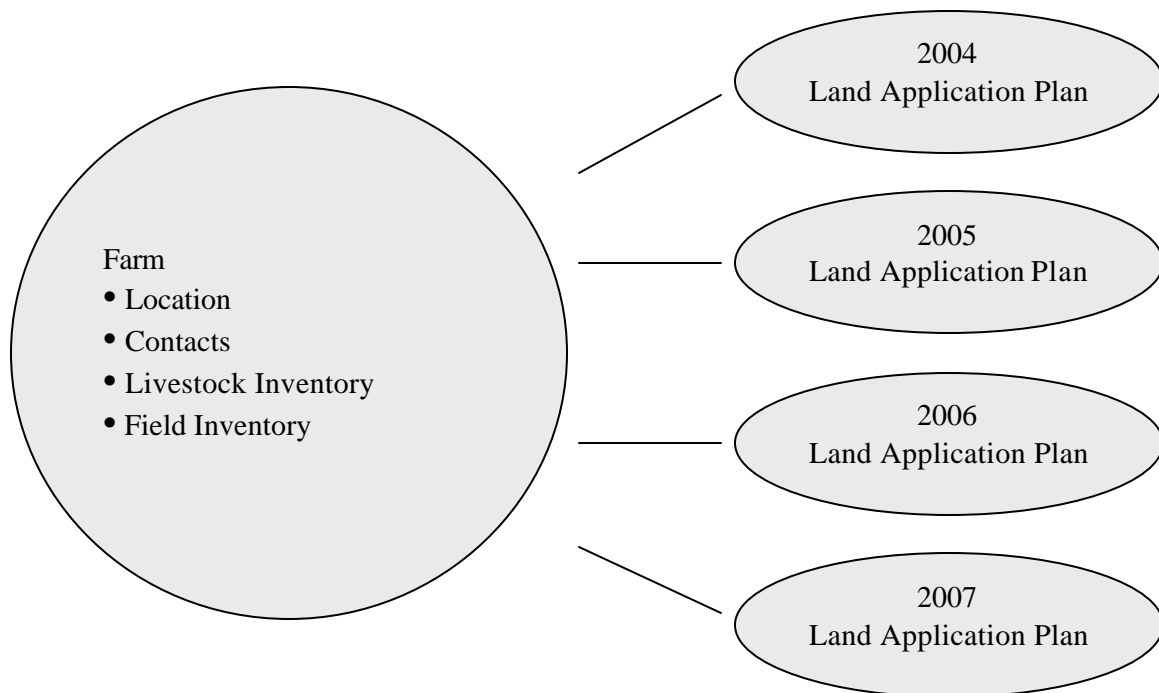 Farm
• Location
• Contacts
• Livestock Inventory
• Field Inventory
2004
Land Application Plan
2005
Land Application Plan
2006
Land Application Plan
2007
Land Application Plan